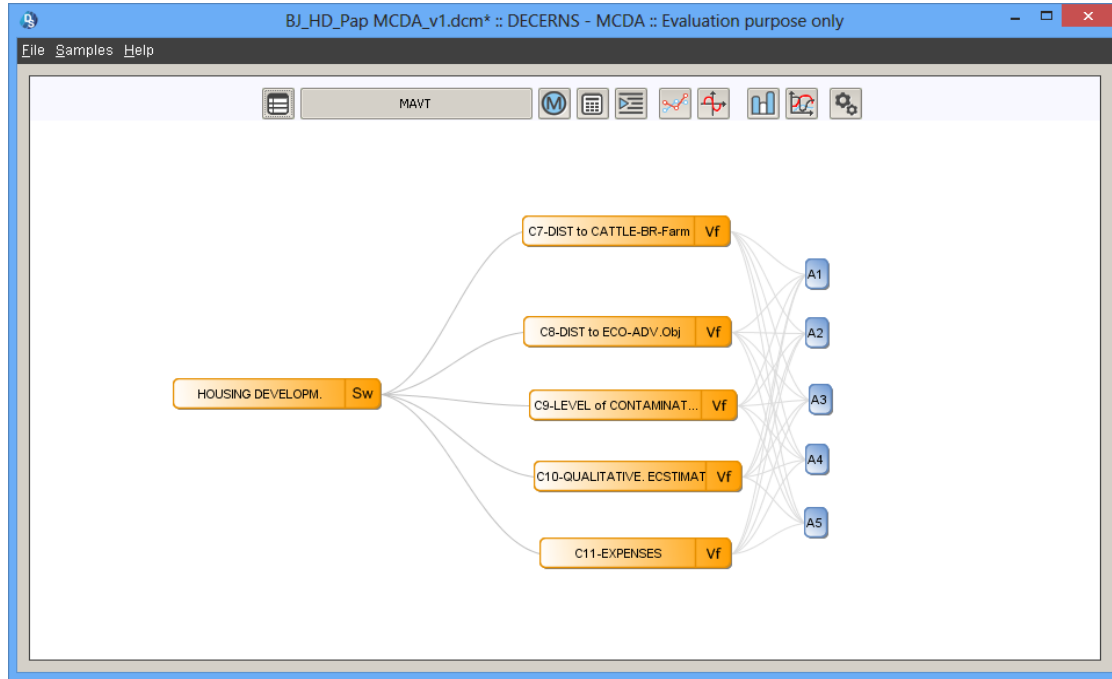 BJ_HD_Pap MCDA_v1.dcm* :: DECERNS - MCDA :: Evaluation purpose only
File Samples Help
MAVT
M
C7-DIST to CATTLE-BR-Farm Vf
A1
C8-DIST to ECO-ADV.Obj Vf
A2
HOUSING DEVELOPM. Sw
C9-LEVEL of CONTAMINAT... Vf
A3
A4
C10-QUALITATIVE. ECSTIMAT Vf
A5
C11-EXPENSES Vf